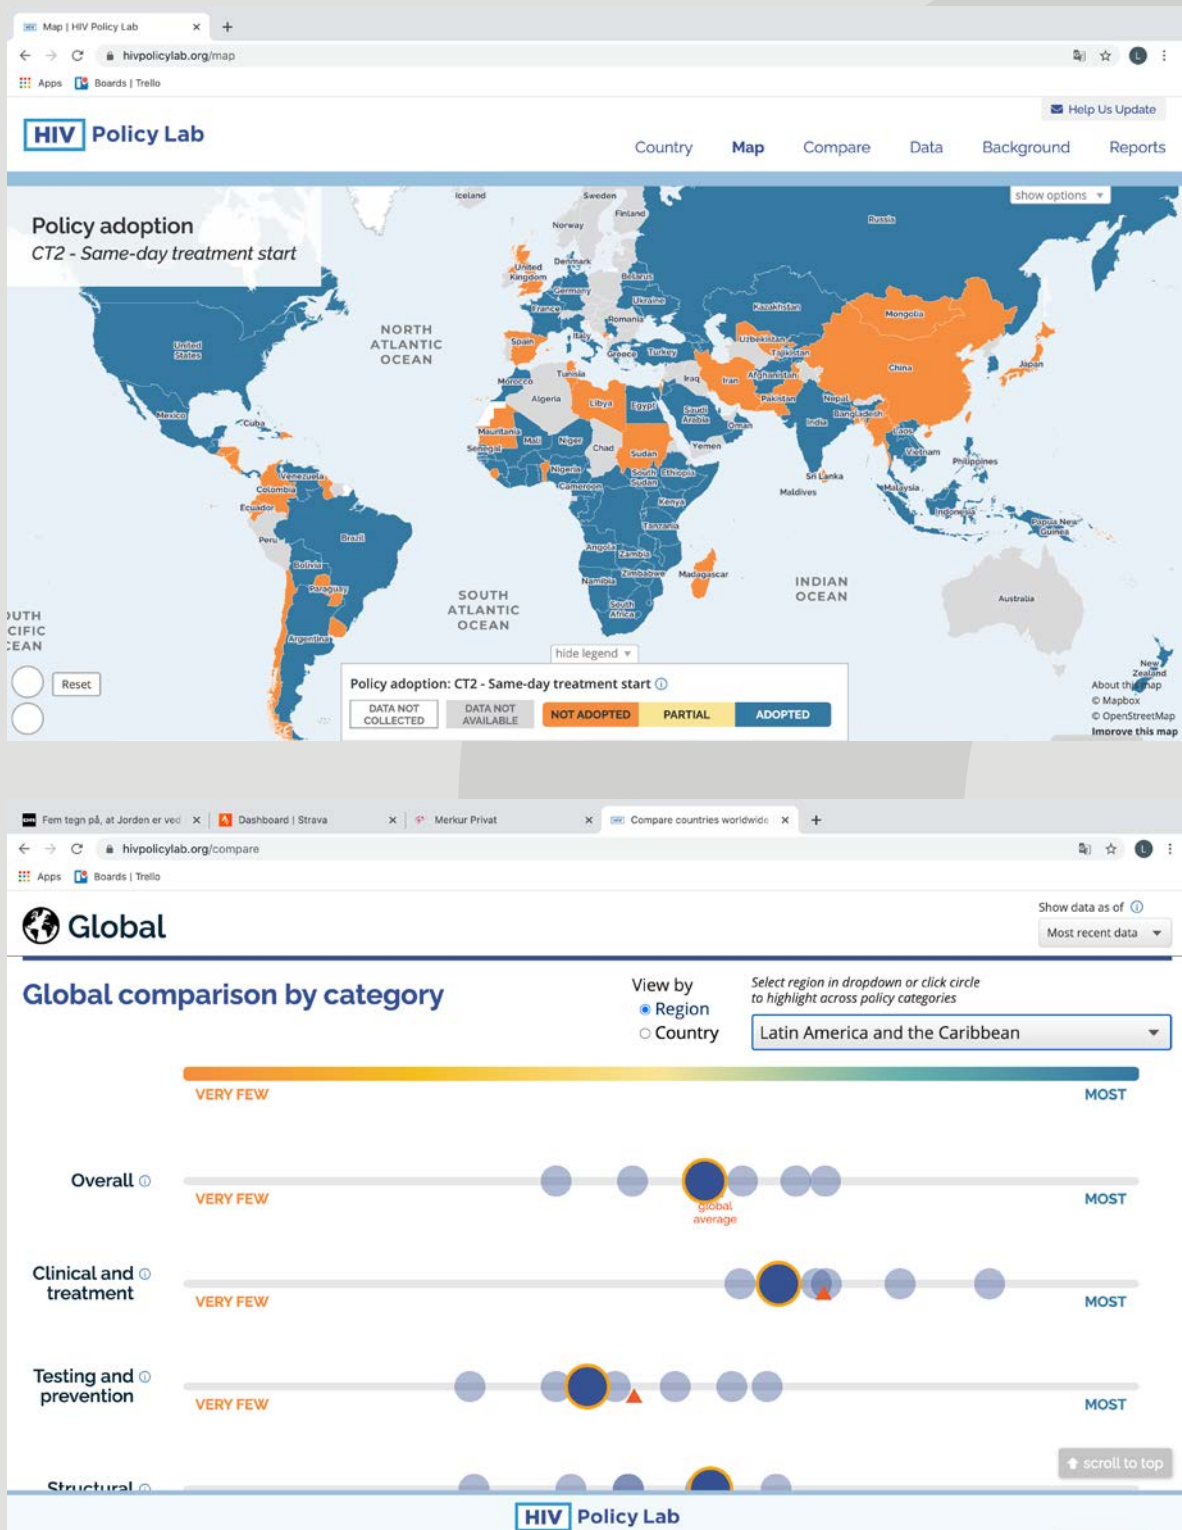 Map | HIV Policy Lab
hivpolicylab.org/map
L
Apps Boards | Trello
Help Us Update
HIV Policy Lab
Country Map Compare Data Background Reports
Policy adoption
CT2 - Same-day treatment start
show options
Iceland
Sweden
Finland
Norway
Russia
United Kingdom
Denmark
Belarus
Germany
Ukraine
France
Kazakhstan
Mongolia
Romania
NORTH
ATLANTIC
OCEAN
United
States
Spain
Italy
Greece
Turkey
Uzbekistan
Tajikistan
China
Japan
Morocco
Tunisia
Algeria
Libya
Egypt
Iraq
Iran
Afghanistan
Pakistan
Nepal
Bangladesh
Saudi
Arabia
Oman
India
Laos
Mexico
Cuba
Mauritania
Mali
Niger
Chad
Sudan
Yemen
Senegal
Vietnam
Philippines
Venezuela
Colombia
Nigeria
Cameroon
South
Sudan
Ethiopia
Sri Lanka
Maldives
Malaysia
Ecuador
Kenya
Indonesia
Peru
Brazil
Tanzania
Papua New
Guinea
Bolivia
Angola
Zambia
Zimbabwe
Madagascar
Namibia
INDIAN
OCEAN
Paraguay
SOUTH
ATLANTIC
OCEAN
South
Africa
Australia
OUTH
CIFIC
CEAN
Argentina
hide legend
New
Zealand
Reset
Policy adoption: CT2 - Same-day treatment start
DATA NOT
COLLECTED
DATA NOT
AVAILABLE
NOT ADOPTED
PARTIAL
ADOPTED
About this map
© Mapbox
© OpenStreetMap
Improve this map
Fem tegn på, at Jorden er ved Dashboard | Strava Merkur Privat Compare countries worldwide
hivpolicylab.org/compare
L
Apps Boards | Trello
Global
Show data as of
Most recent data
Global comparison by category
View by
Region
Country
Select region in dropdown or click circle
to highlight across policy categories
Latin America and the Caribbean
VERY FEW MOST
Overall
VERY FEW MOST
global
average
Clinical and
treatment
VERY FEW MOST
Testing and
prevention
VERY FEW MOST
scroll to top
Structural
HIV Policy Lab